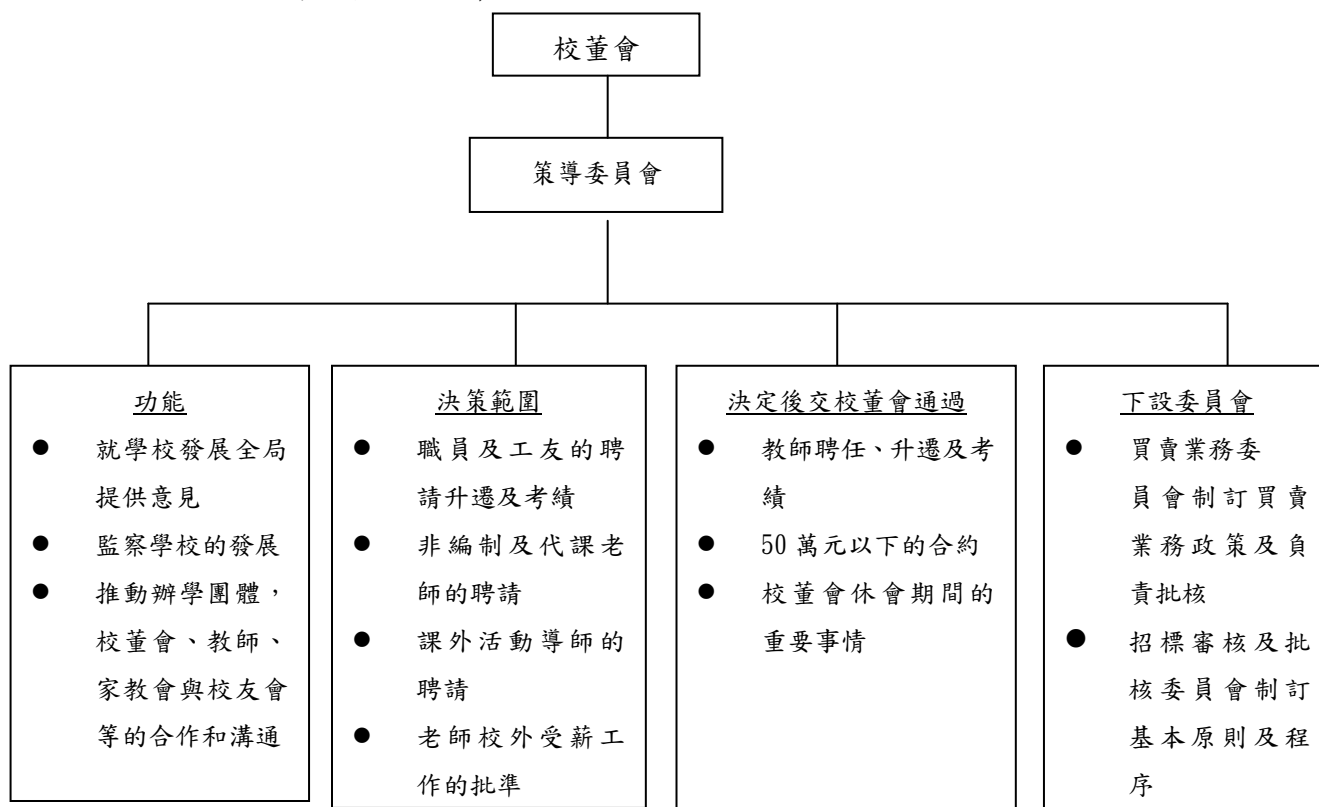 校董會
策導委員會
功能
● 就學校發展全局
提供意見
● 監察學校的發展
● 推動辦學團體，
校董會、教師、
家教會與校友會
等的合作和溝通
決策範圍
● 職員及工友的聘
請升遷及考績
● 非編制及代課老
師的聘請
● 課外活動導師的
聘請
● 老師校外受薪工
作的批準
決定後交校董會通過
● 教師聘任、升遷及考
績
● 50 萬元以下的合約
● 校董會休會期間的
重要事情
下設委員會
● 買賣業務委
員會制訂買賣
業務政策及負
責批核
● 招標審核及批
核委員會制訂
基本原則及程
序